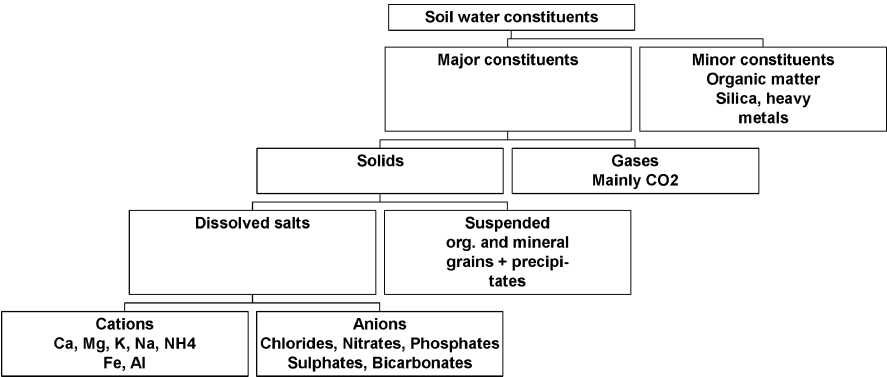 Soil water constituents
Major constituents
Minor constituents
Organic matter
Silica, heavy
metals
Solids
Gases
Mainly CO2
Dissolved salts
Suspended
org. and mineral
grains + precipi-
tates
Cations
Ca, Mg, K, Na, NH4
Fe, Al
Anions
Chlorides, Nitrates, Phosphates
Sulphates, Bicarbonates